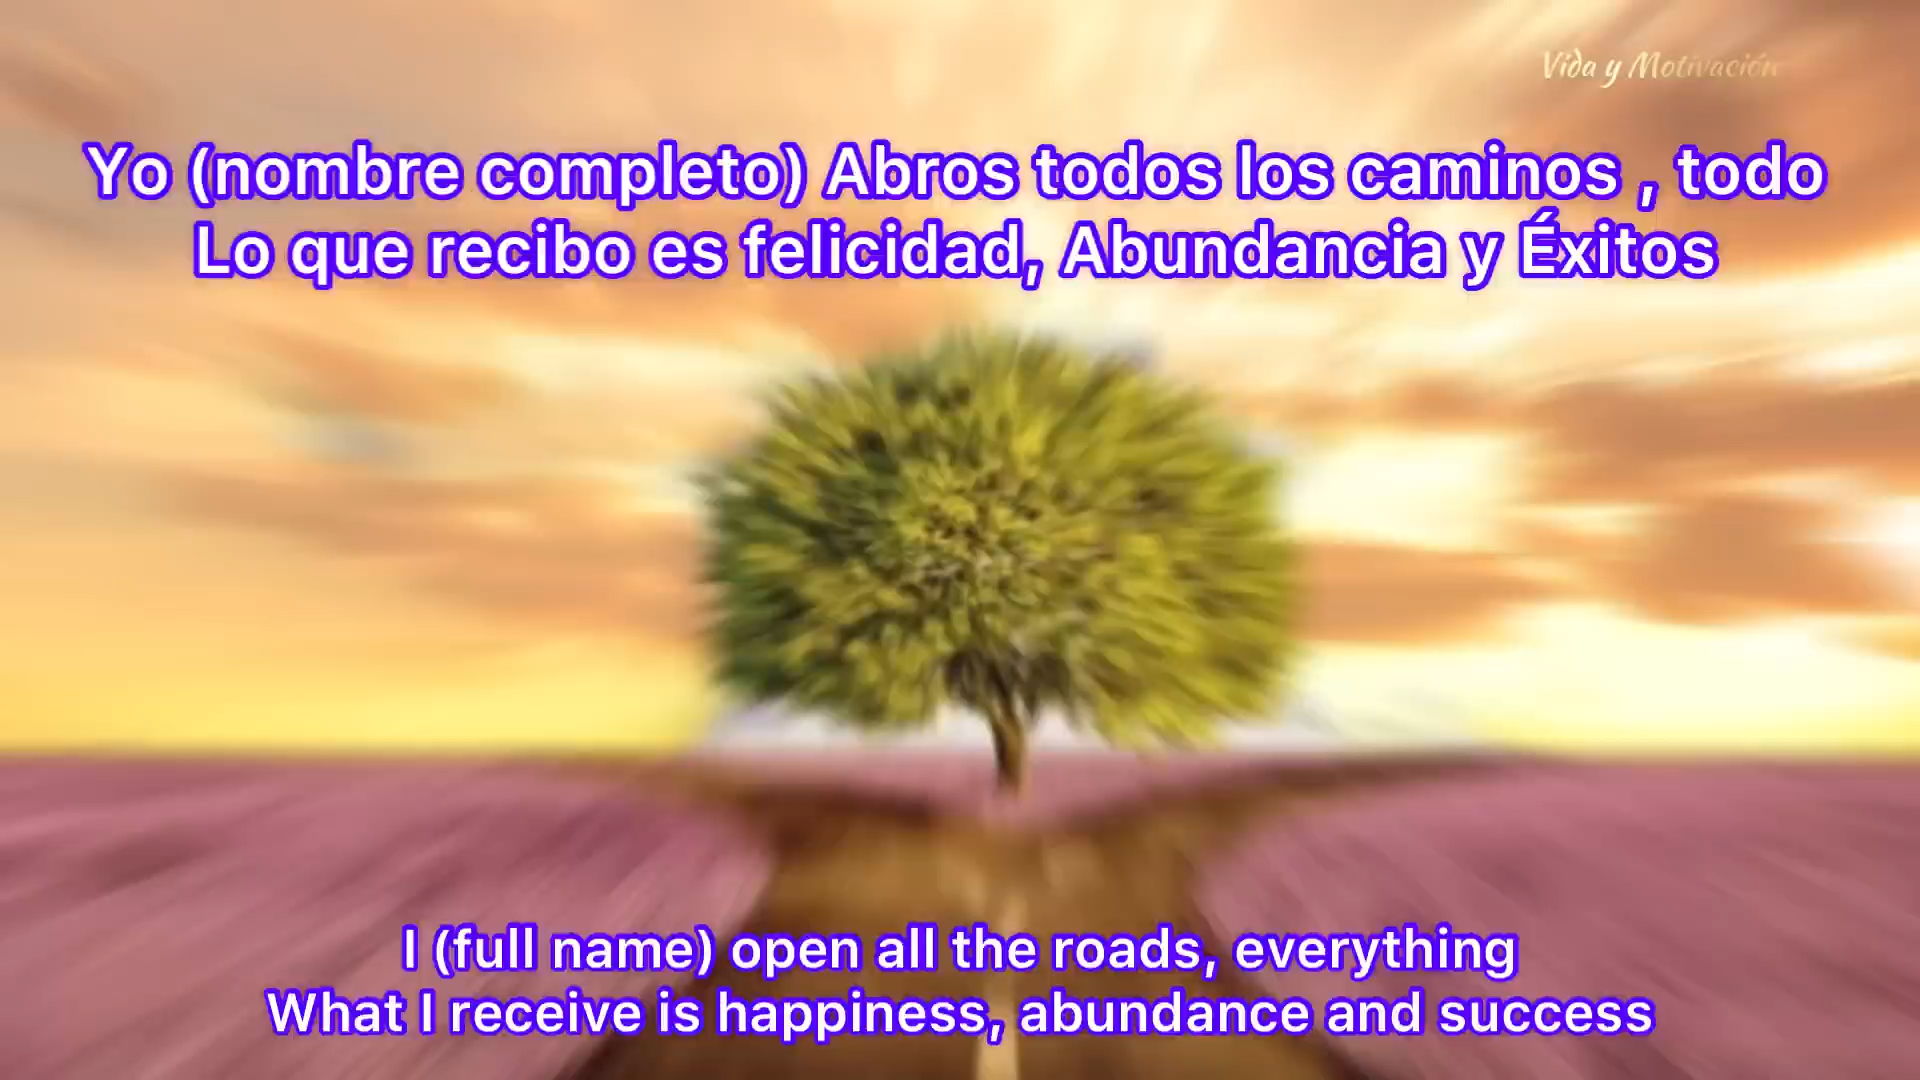 Vida y Motivación
Yo (nombre completo) Abros todos los caminos , todo
Lo que recibo es felicidad, Abundancia y Éxitos
I (full name) open all the roads, everything
What I receive is happiness, abundance and success